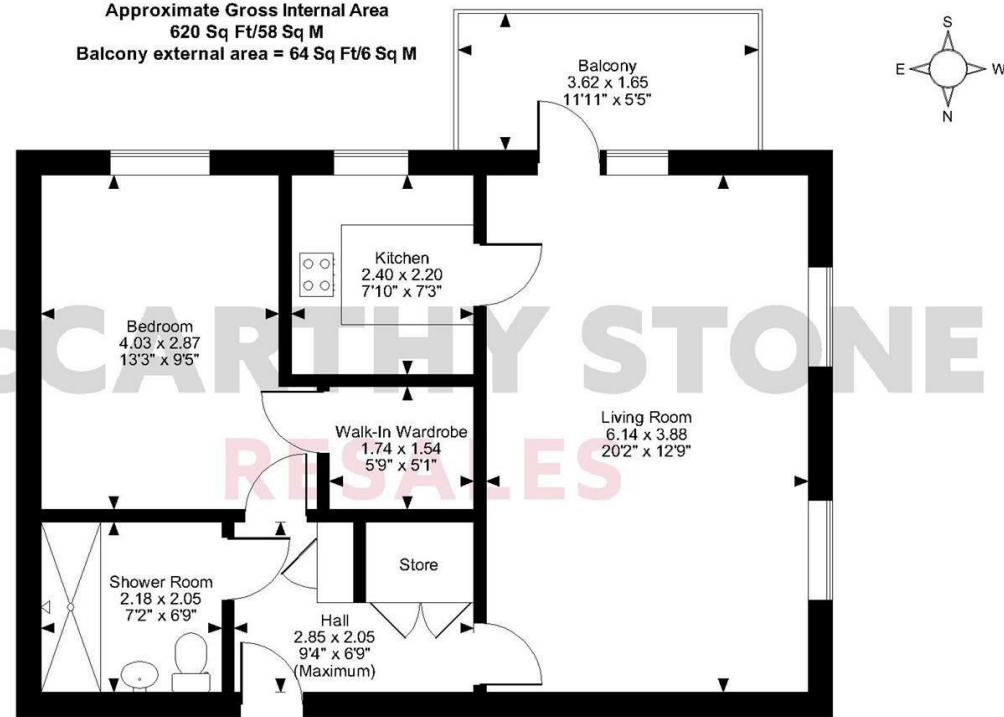 Approximate Gross Internal Area
620 Sq Ft/58 Sq M
Balcony external area = 64 Sq Ft/6 Sq M
S
E W
N
Balcony
3.62 x 1.65
11'11" x 5'5"
Kitchen
2.40 x 2.20
7'10" x 7'3"
Bedroom
4.03 x 2.87
13'3" x 9'5"
cCARTHY STONE
RESALES
Living Room
6.14 x 3.88
20'2" x 12'9"
Walk-In Wardrobe
1.74 x 1.54
5'9" x 5'1"
Store
Shower Room
2.18 x 2.05
7'2" x 6'9"
Hall
2.85 x 2.05
9'4" x 6'9"
(Maximum)